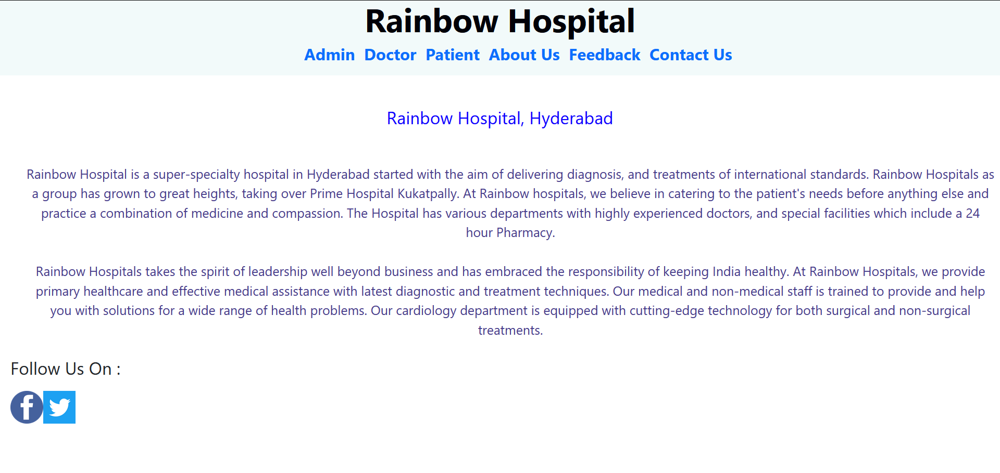 Rainbow Hospital
Admin Doctor Patient About Us Feedback Contact Us
Rainbow Hospital, Hyderabad
Rainbow Hospital is a super-specialty hospital in Hyderabad started with the aim of delivering diagnosis, and treatments of international standards. Rainbow Hospitals as
a group has grown to great heights, taking over Prime Hospital Kukatpally. At Rainbow hospitals, we believe in catering to the patient's needs before anything else and
practice a combination of medicine and compassion. The Hospital has various departments with highly experienced doctors, and special facilities which include a 24
hour Pharmacy.
Rainbow Hospitals takes the spirit of leadership well beyond business and has embraced the responsibility of keeping India healthy. At Rainbow Hospitals, we provide
primary healthcare and effective medical assistance with latest diagnostic and treatment techniques. Our medical and non-medical staff is trained to provide and help
you with solutions for a wide range of health problems. Our cardiology department is equipped with cutting-edge technology for both surgical and non-surgical
treatments.
Follow Us On :